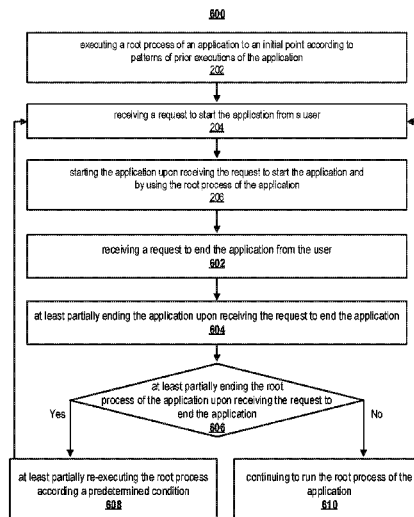 600
executing a root process of an application to an initial point according to
patterns of prior executions of the application
202
receiving a request to start the application from a user
204
starting the application upon receiving the request to start the application and
by using the root process of the application
206
receiving a request to end the application from the user
602
at least partially ending the application upon receiving the request to end the application
604
at least partially ending the root
process of the application upon receiving the request to
end the application
606
Yes
No
at least partially re-executing the root process
according a predetermined condition
608
continuing to run the root process of the
application
610